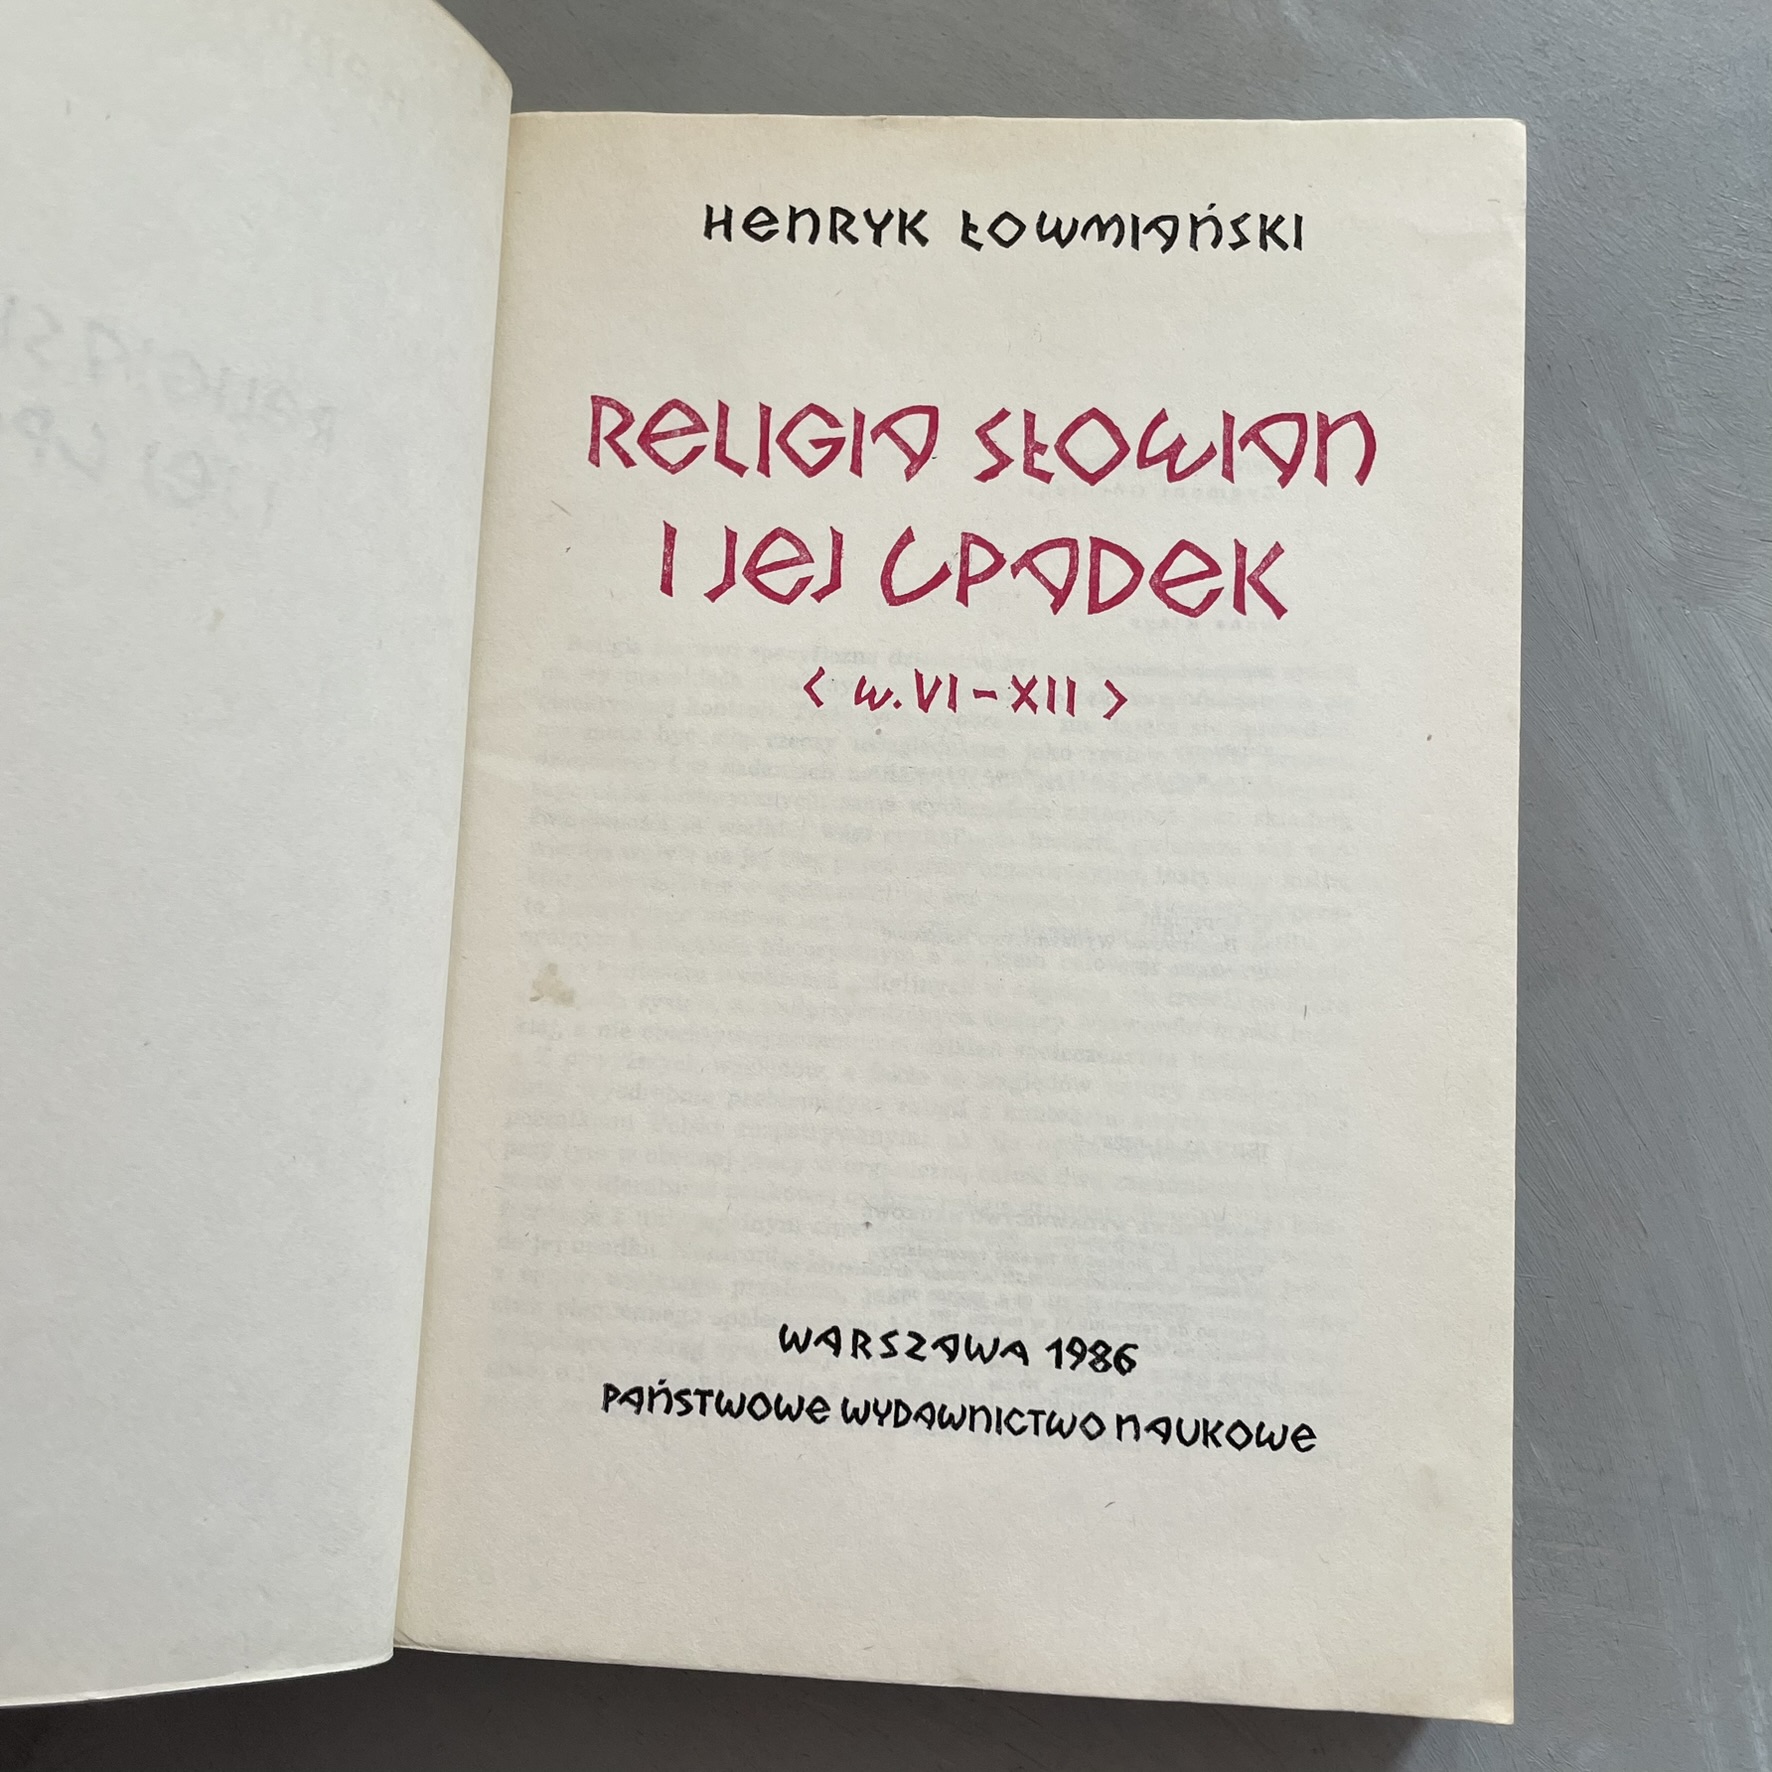 HENRYK ŁOWMIAŃSKI
RELIGIA SŁOWIAN
I JEJ UPADEK
< w. VI-XII >
WARSZAWA 1986
PAŃSTWOWE WYDAWNICTWO NAUKOWE